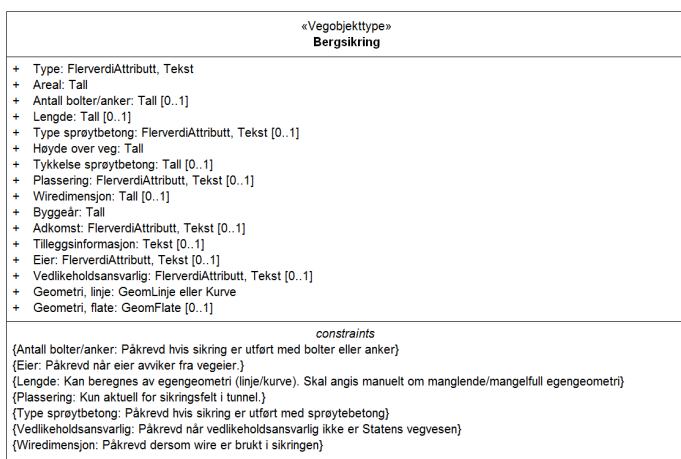 «Vegobjekttype»
Bergsikring
+ Type: FlerverdiAttributt, Tekst
+ Areal: Tall
+ Antall bolter/anker: Tall [0..1]
+ Lengde: Tall [0..1]
+ Type sprøytbetong: FlerverdiAttributt, Tekst [0..1]
+ Høyde over veg: Tall
+ Tykkelse sprøytbetong: Tall [0..1]
+ Plassering: FlerverdiAttributt, Tekst [0..1]
+ Wiredimensjon: Tall [0..1]
+ Byggeår: Tall
+ Adkomst: FlerverdiAttributt, Tekst [0..1]
+ Tilleggsinformasjon: Tekst [0..1]
+ Eier: FlerverdiAttributt, Tekst [0..1]
+ Vedlikeholdsansvarlig: FlerverdiAttributt, Tekst [0..1]
+ Geometri, linje: GeomLinje eller Kurve
+ Geometri, flate: GeomFlate [0..1]
constraints
{Antall bolter/anker: Påkrevd hvis sikring er utført med bolter eller anker}
{Eier: Påkrevd når eier avviker fra vegeier.}
{Lengde: Kan beregnes av egengeometri (linje/kurve). Skal angis manuelt om manglende/mangelfull egengeometri}
{Plassering: Kun aktuell for sikringsfelt i tunnel.}
{Type sprøytbetong: Påkrevd hvis sikring er utført med sprøytebetong}
{Vedlikeholdsansvarlig: Påkrevd når vedlikeholdsansvarlig ikke er Statens vegvesen}
{Wiredimensjon: Påkrevd dersom wire er brukt i sikringen}